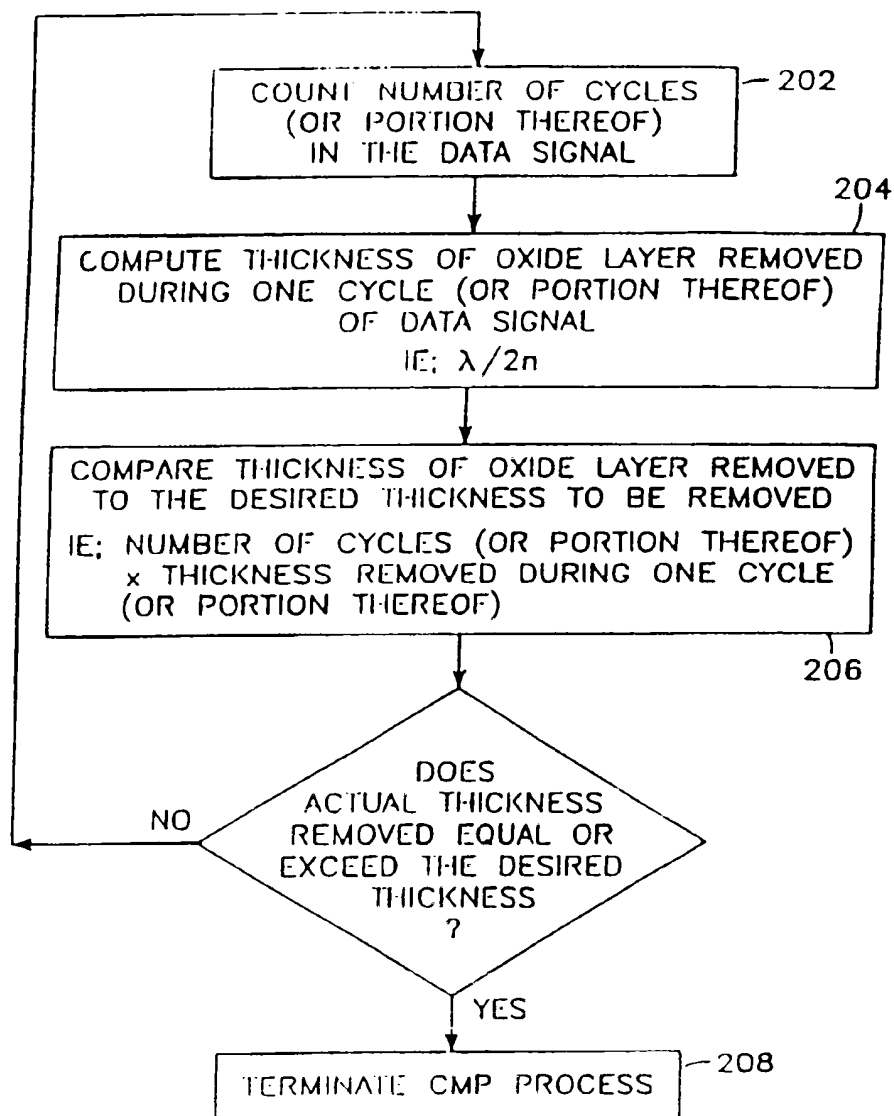 COUNT NUMBER OF CYCLES
(OR PORTION THEREOF)
IN THE DATA SIGNAL
202
204
COMPUTE THICKNESS OF OXIDE LAYER REMOVED
DURING ONE CYCLE (OR PORTION THEREOF)
OF DATA SIGNAL
IE; λ/2n
COMPARE THICKNESS OF OXIDE LAYER REMOVED
TO THE DESIRED THICKNESS TO BE REMOVED
IE; NUMBER OF CYCLES (OR PORTION THEREOF)
x THICKNESS REMOVED DURING ONE CYCLE
(OR PORTION THEREOF)
206
DOES
ACTUAL THICKNESS
REMOVED EQUAL OR
EXCEED THE DESIRED
THICKNESS
?
NO
YES
TERMINATE CMP PROCESS
208